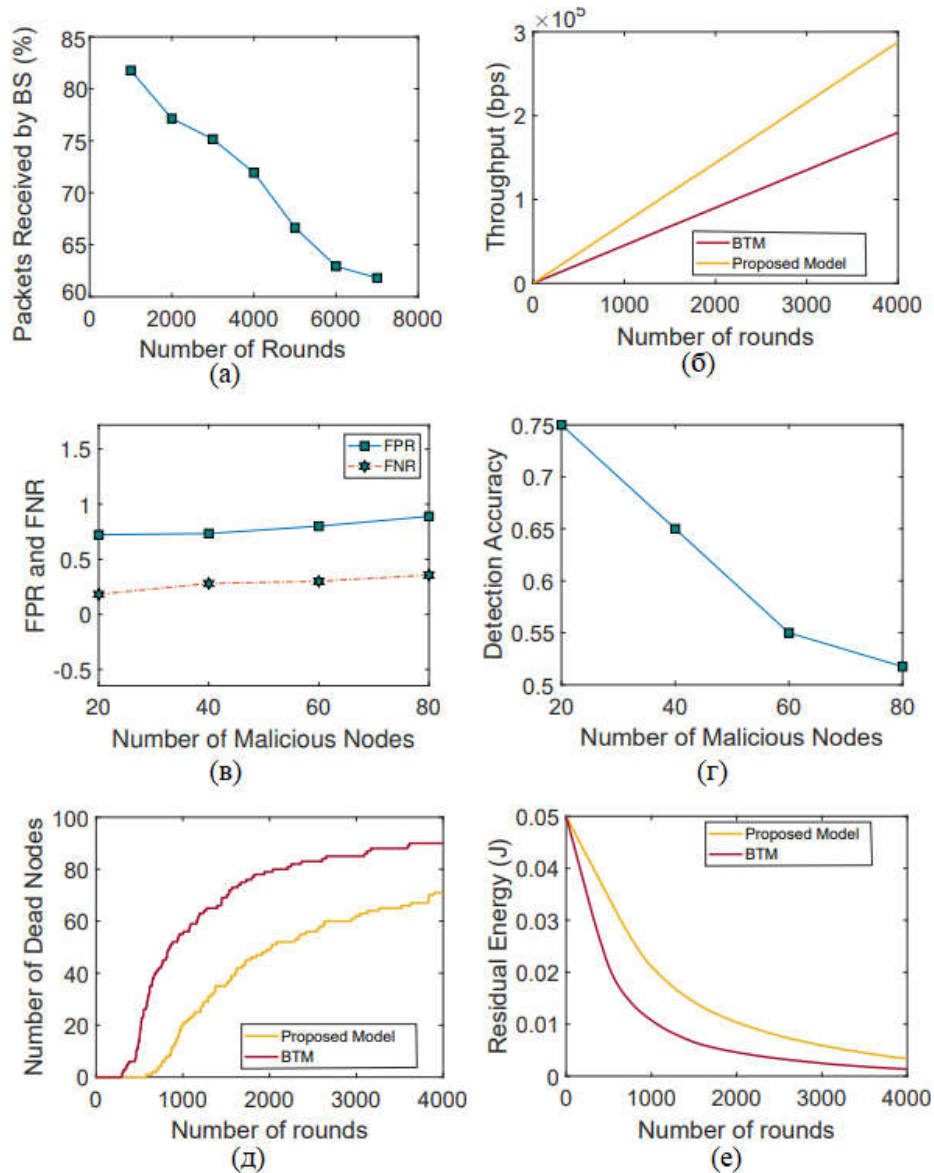 Packets Received by BS (%)
85
80
75
70
65
60
0 2000 4000 6000 8000
Number of Rounds
(а)
×10⁵
Throughput (bps)
3
2
1
0
BTM
Proposed Model
0 1000 2000 3000 4000
Number of rounds
(б)
FPR and FNR
1.5
1
0.5
0
-0.5
FPR
FNR
20 40 60 80
Number of Malicious Nodes
(в)
Detection Accuracy
0.75
0.7
0.65
0.6
0.55
0.5
20 40 60 80
Number of Malicious Nodes
(г)
Number of Dead Nodes
100
80
60
40
20
0
Proposed Model
BTM
0 1000 2000 3000 4000
Number of rounds
(д)
Residual Energy (J)
0.05
0.04
0.03
0.02
0.01
0
Proposed Model
BTM
0 1000 2000 3000 4000
Number of rounds
(е)